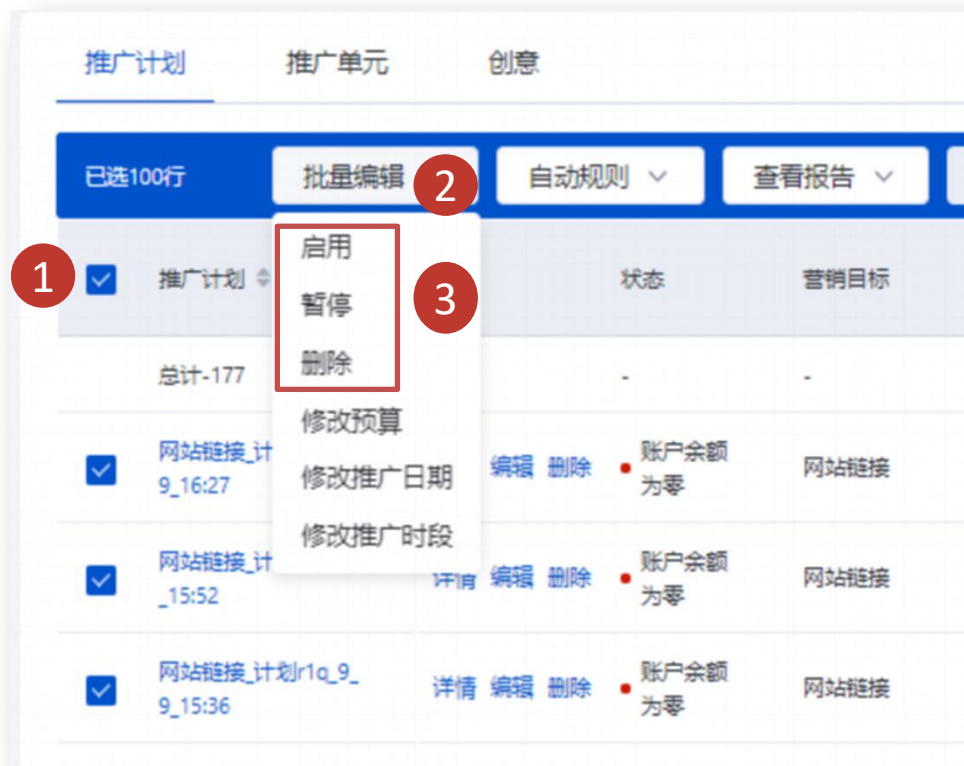 推广计划 推广单元 创意
已选100行 批量编辑 2 自动规则 查看报告
1 推广计划 状态 营销目标
启用
暂停 3
删除
修改预算
修改推广日期
修改推广时段
总计-177 - -
网站链接_计
9_16:27
编辑 删除 账户余额
为零
网站链接
网站链接_计
_15:52
详情 编辑 删除 账户余额
为零
网站链接
网站链接_计划r1q_9_
9_15:36
详情 编辑 删除 账户余额
为零
网站链接